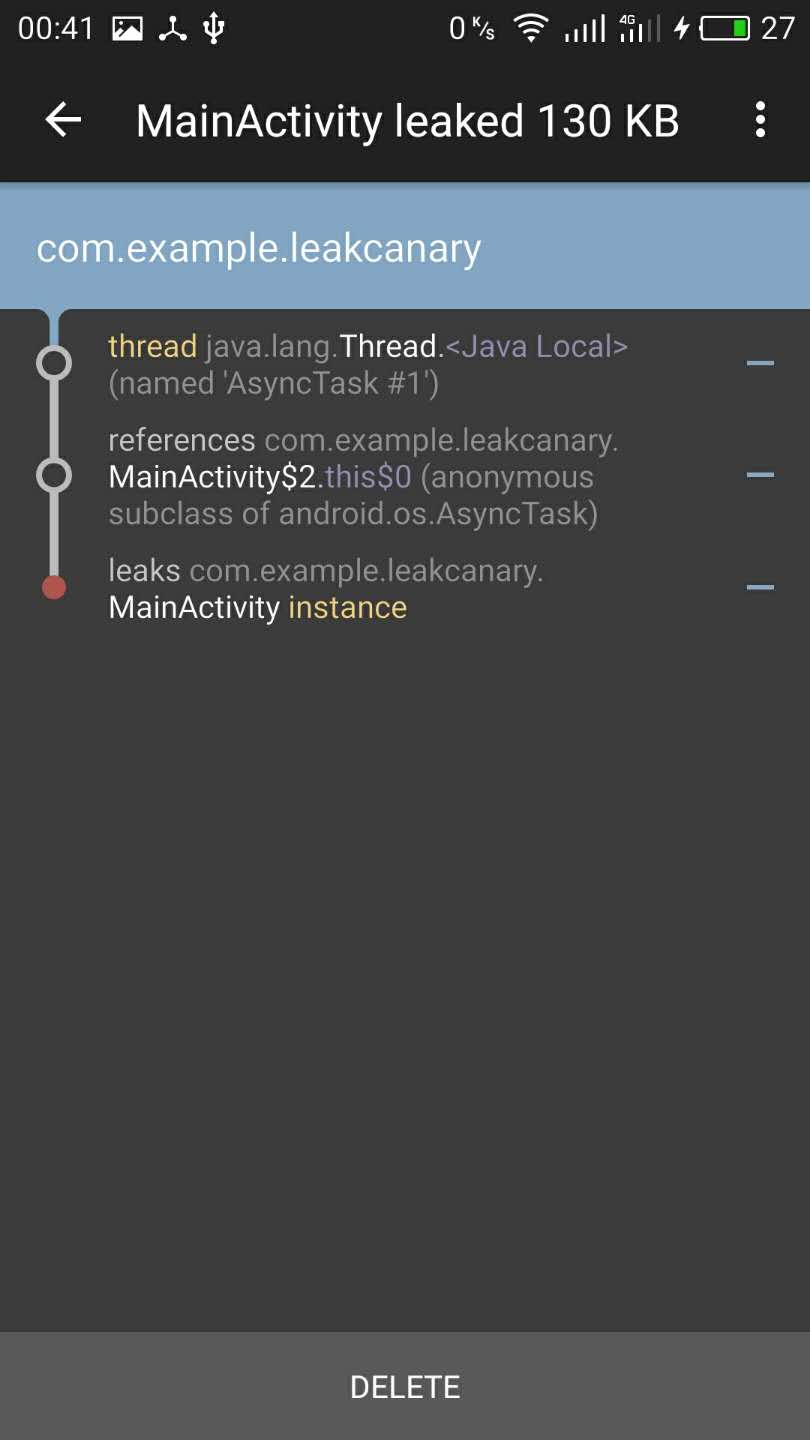 00:41 0 K/s 4G 27
MainActivity leaked 130 KB
com.example.leakcanary
thread java.lang.Thread.<Java Local>
(named 'AsyncTask #1')
references com.example.leakcanary.
MainActivity$2.this$0 (anonymous
subclass of android.os.AsyncTask)
leaks com.example.leakcanary.
MainActivity instance
DELETE